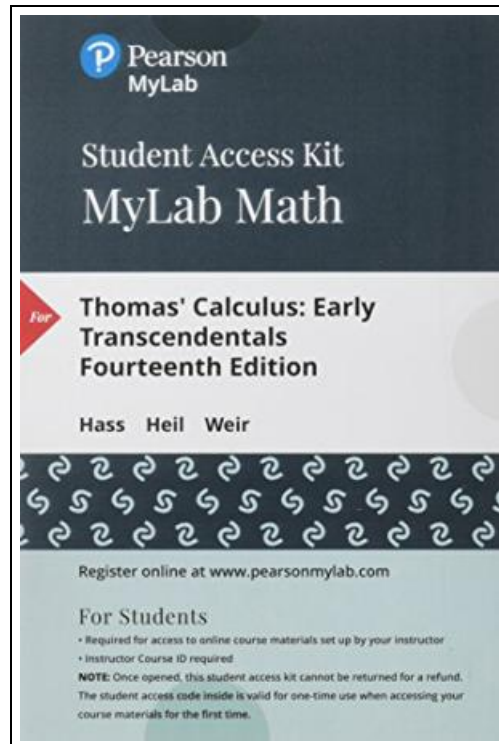 Pearson
MyLab
Student Access Kit
MyLab Math
For
Thomas' Calculus: Early
Transcendentals
Fourteenth Edition
Hass Heil Weir
Register online at www.pearsonmylab.com
For Students
• Required for access to online course materials set up by your instructor
• Instructor Course ID required
NOTE: Once opened, this student access kit cannot be returned for a refund.
The student access code inside is valid for one-time use when accessing your
course materials for the first time.